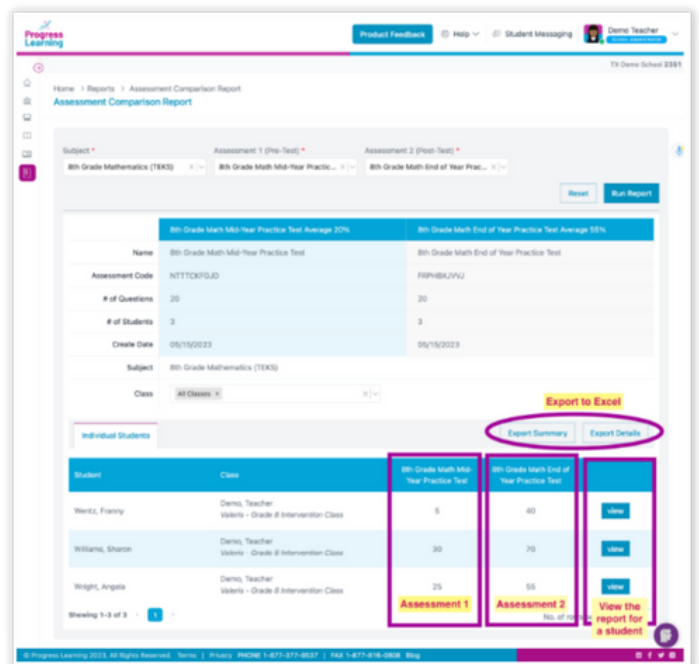 Progress
Learning
Product Feedback
Help
Student Messaging
Demo Teacher
TX Demo School 2351
Home > Reports > Assessment Comparison Report
Assessment Comparison Report
Subject *
Assessment 1 (Pre-Test) *
Assessment 2 (Post-Test) *
8th Grade Mathematics (TEKS)
8th Grade Math Mid-Year Practic...
8th Grade Math End of Year Prac...
Reset
Run Report
8th Grade Math Mid-Year Practice Test Average 20%
8th Grade Math End of Year Practice Test Average 55%
Name
8th Grade Math Mid-Year Practice Test
8th Grade Math End of Year Practice Test
Assessment Code
# of Questions
20
20
# of Students
3
3
Create Date
05/15/2023
05/15/2023
Subject
8th Grade Mathematics (TEKS)
Class
All Classes ×
Export to Excel
Individual Students
Export Summary
Export Details
Student
Class
8th Grade Math Mid-
Year Practice Test
8th Grade Math End of
Year Practice Test
Wentz, Franny
Demo, Teacher
Valeris - Grade 8 Intervention Class
5
40
view
Williams, Sharon
Demo, Teacher
Valeris - Grade 8 Intervention Class
30
70
view
Wright, Angela
Demo, Teacher
Valeris - Grade 8 Intervention Class
25
55
view
Assessment 1
Assessment 2
View the
report for
a student
Showing 1-3 of 3
1
No. of rows
© Progress Learning 2023, All Rights Reserved. Terms | Privacy PHONE 1-877-377-9537 | FAX 1-877-816-0808 Blog